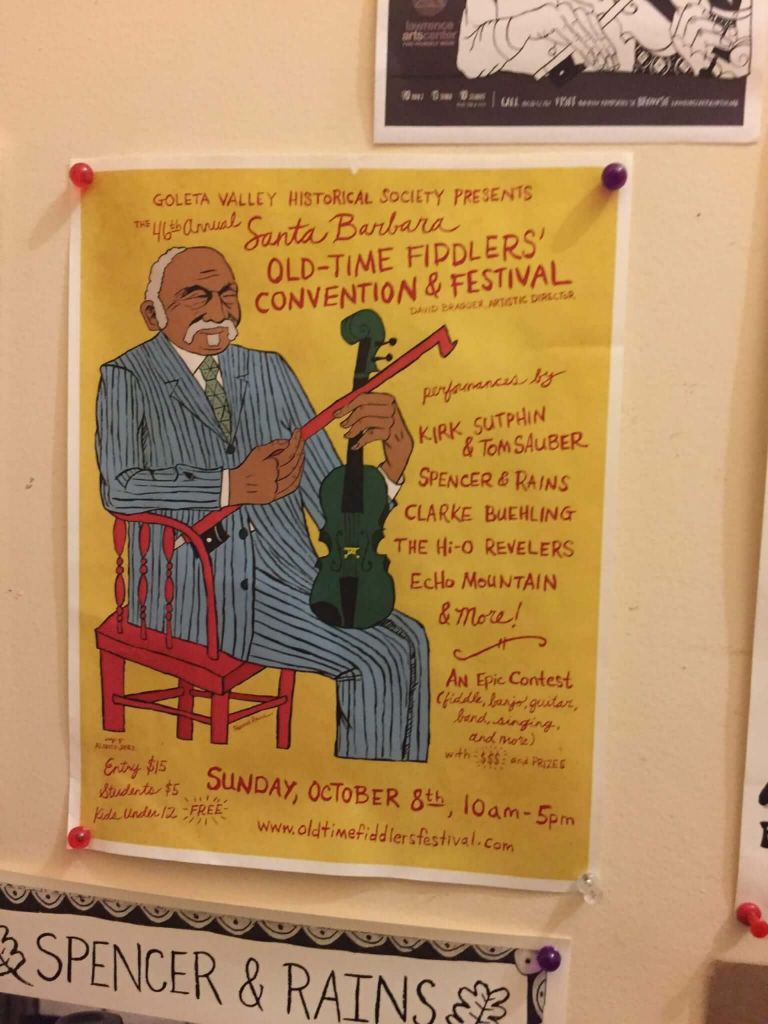 lawrence
artscenter
CALL
VISIT
BROWSE
GOLETA VALLEY HISTORICAL SOCIETY PRESENTS
THE 46th Annual Santa Barbara
OLD-TIME FIDDLERS'
CONVENTION & FESTIVAL
DAVID BRAGGER, ARTISTIC DIRECTOR
performances by
KIRK SUTPHIN
& TOM SAUBER
SPENCER & RAINS
CLARKE BUEHLING
THE Hi-O REVELERS
ECHO MOUNTAIN
& More!
AN Epic Contest
(fiddle, banjo, guitar,
band, singing,
and more)
with $$$ and PRIZES
Entry $15
Students $5
Kids Under 12 FREE
SUNDAY, OCTOBER 8th, 10am-5pm
www.oldtimefiddlersfestival.com
SPENCER & RAINS